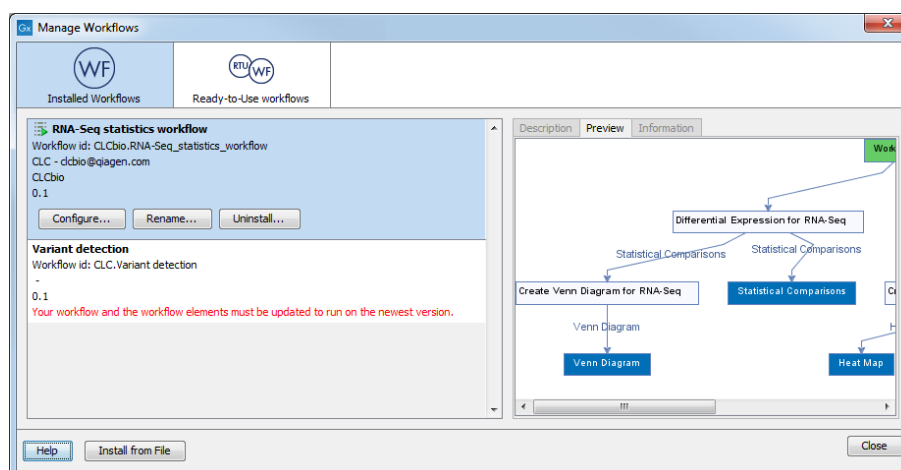 Gx Manage Workflows
WF
RTU WF
Installed Workflows
Ready-to-Use workflows
RNA-Seq statistics workflow
Workflow id: CLCbio.RNA-Seq_statistics_workflow
CLC - clcbio@qiagen.com
CLCbio
0.1
Configure... Rename... Uninstall...
Variant detection
Workflow id: CLC.Variant detection
-
0.1
Your workflow and the workflow elements must be updated to run on the newest version.
Description Preview Information
Work
Differential Expression for RNA-Seq
Statistical Comparisons Statistical Comparisons
Create Venn Diagram for RNA-Seq Statistical Comparisons
Venn Diagram
Venn Diagram Heat Map
Help Install from File
Close